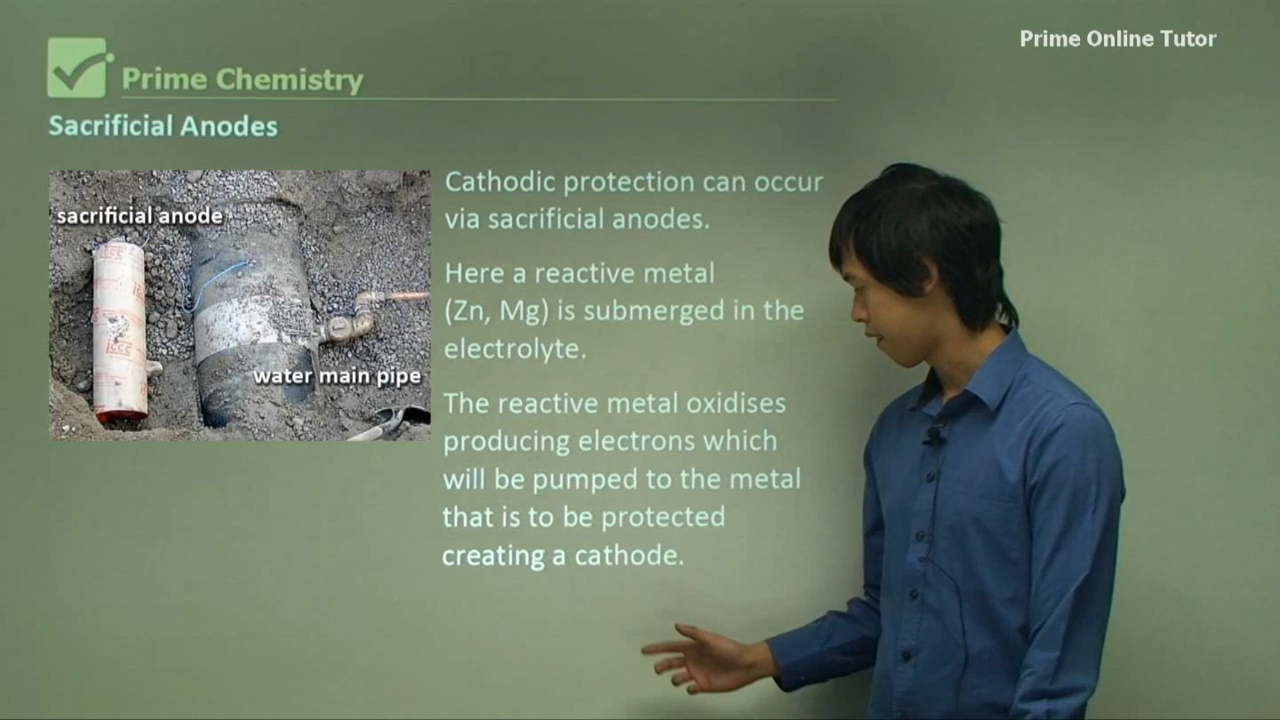 Prime Online Tutor
Prime Chemistry
Sacrificial Anodes
sacrificial anode
water main pipe
Cathodic protection can occur
via sacrificial anodes.
Here a reactive metal
(Zn, Mg) is submerged in the
electrolyte.
The reactive metal oxidises
producing electrons which
will be pumped to the metal
that is to be protected
creating a cathode.